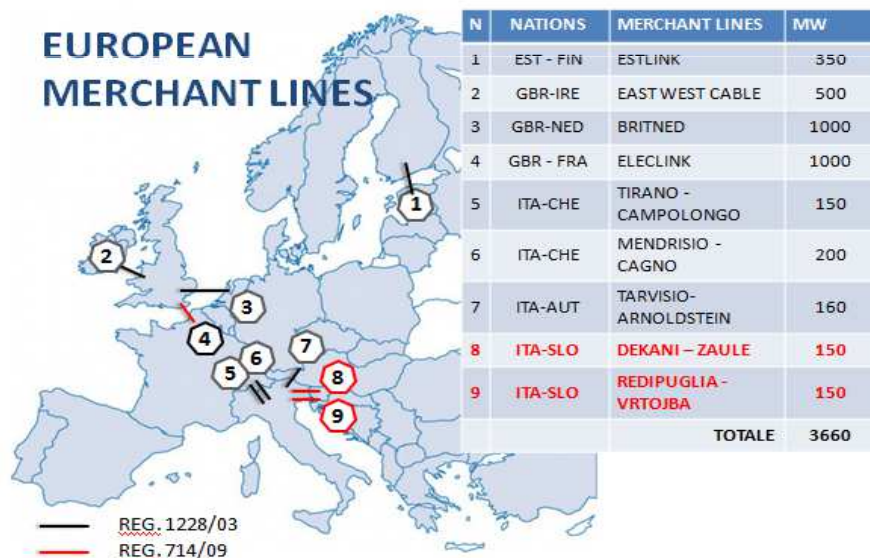 EUROPEAN
MERCHANT LINES
N NATIONS MERCHANT LINES MW
1 EST - FIN ESTLINK 350
2 GBR-IRE EAST WEST CABLE 500
3 GBR-NED BRITNED 1000
4 GBR - FRA ELECLINK 1000
5 ITA-CHE TIRANO -
CAMPOLONGO 150
6 ITA-CHE MENDRISIO -
CAGNO 200
7 ITA-AUT TARVISIO-
ARNOLDSTEIN 160
8 ITA-SLO DEKANI – ZAULE 150
9 ITA-SLO REDIPUGLIA -
VRTOJBA 150
TOTALE 3660
1
2
3
4
7
6
5
8
9
REG. 1228/03
REG. 714/09